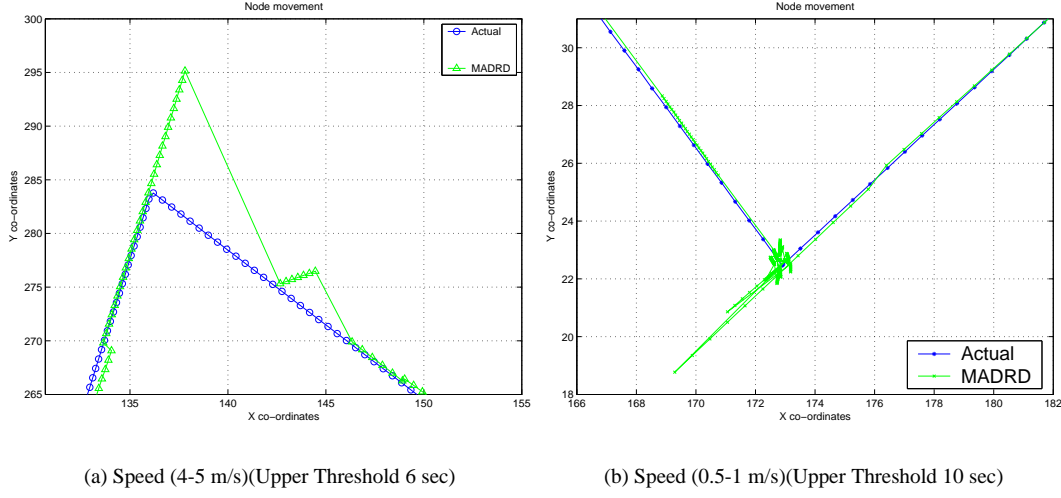 Node movement
300
295
290
285
280
275
270
265
Y co-ordinates
135
140
145
150
155
X co-ordinates
Actual
MADRD
(a) Speed (4-5 m/s)(Upper Threshold 6 sec)
Node movement
30
28
26
24
22
20
18
Y co-ordinates
166
168
170
172
174
176
178
180
182
X co-ordinates
Actual
MADRD
(b) Speed (0.5-1 m/s)(Upper Threshold 10 sec)